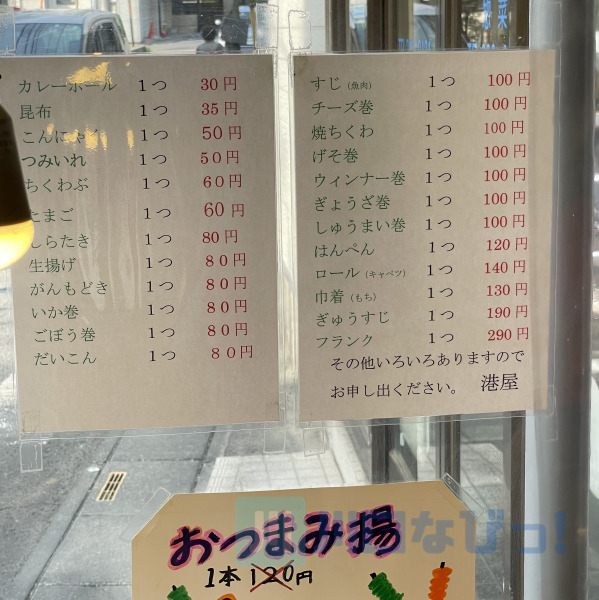 カレーボール 1つ 30円
昆布 1つ 35円
こんにゃく 1つ 50円
つみいれ 1つ 50円
ちくわぶ 1つ 60円
たまご 1つ 60円
しらたき 1つ 80円
生揚げ 1つ 80円
がんもどき 1つ 80円
いか巻 1つ 80円
ごぼう巻 1つ 80円
だいこん 1つ 80円
すじ(魚肉) 1つ 100円
チーズ巻 1つ 100円
焼ちくわ 1つ 100円
げそ巻 1つ 100円
ウィンナー巻 1つ 100円
ぎょうざ巻 1つ 100円
しゅうまい巻 1つ 100円
はんぺん 1つ 120円
ロール(キャベツ) 1つ 140円
巾着(もち) 1つ 130円
ぎゅうすじ 1つ 190円
フランク 1つ 290円
その他いろいろありますので
お申し出ください。 港屋
おつまみ揚
1本120円